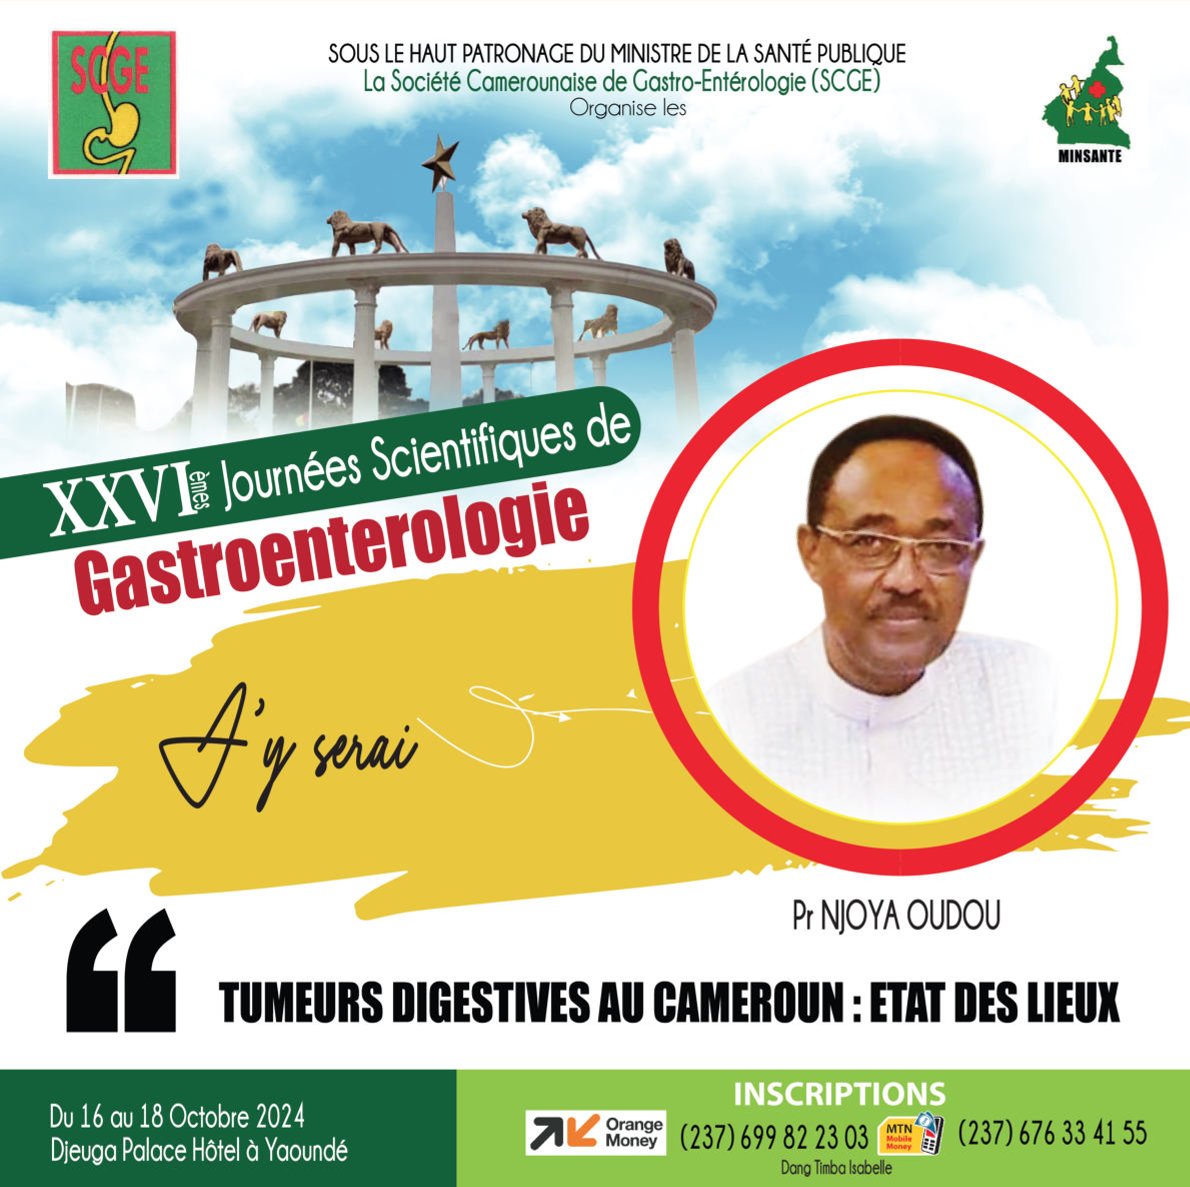 SCGE
SOUS LE HAUT PATRONAGE DU MINISTRE DE LA SANTÉ PUBLIQUE
La Société Camerounaise de Gastro-Entérologie (SCGE)
Organise les
MINSANTE
XXVIèmes Journées Scientifiques de
Gastroenterologie
J'y serai
Pr NJOYA OUDOU
“
TUMEURS DIGESTIVES AU CAMEROUN : ETAT DES LIEUX
Du 16 au 18 Octobre 2024
Djeuga Palace Hôtel à Yaoundé
INSCRIPTIONS
Orange
Money
(237) 699 82 23 03
MTN
Mobile
Money
(237) 676 33 41 55
Dang Timba Isabelle